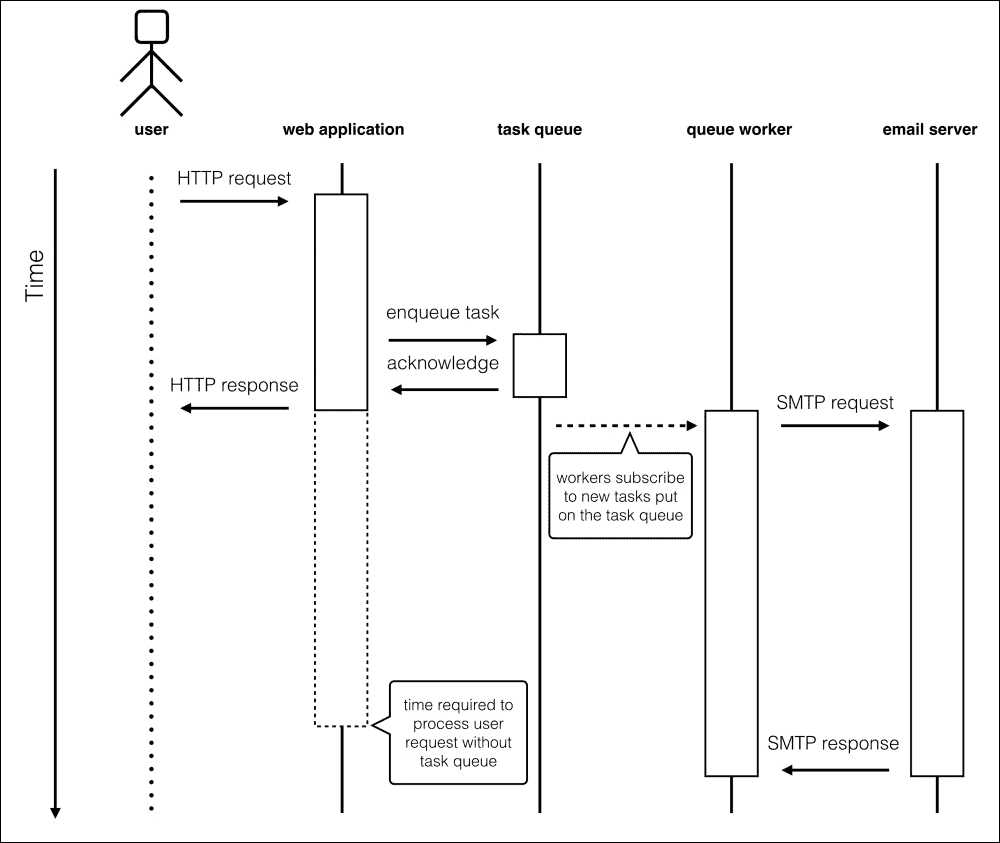 user
web application
task queue
queue worker
email server
Time
HTTP request
enqueue task
acknowledge
HTTP response
SMTP request
workers subscribe
to new tasks put
on the task queue
time required to
process user
request without
task queue
SMTP response